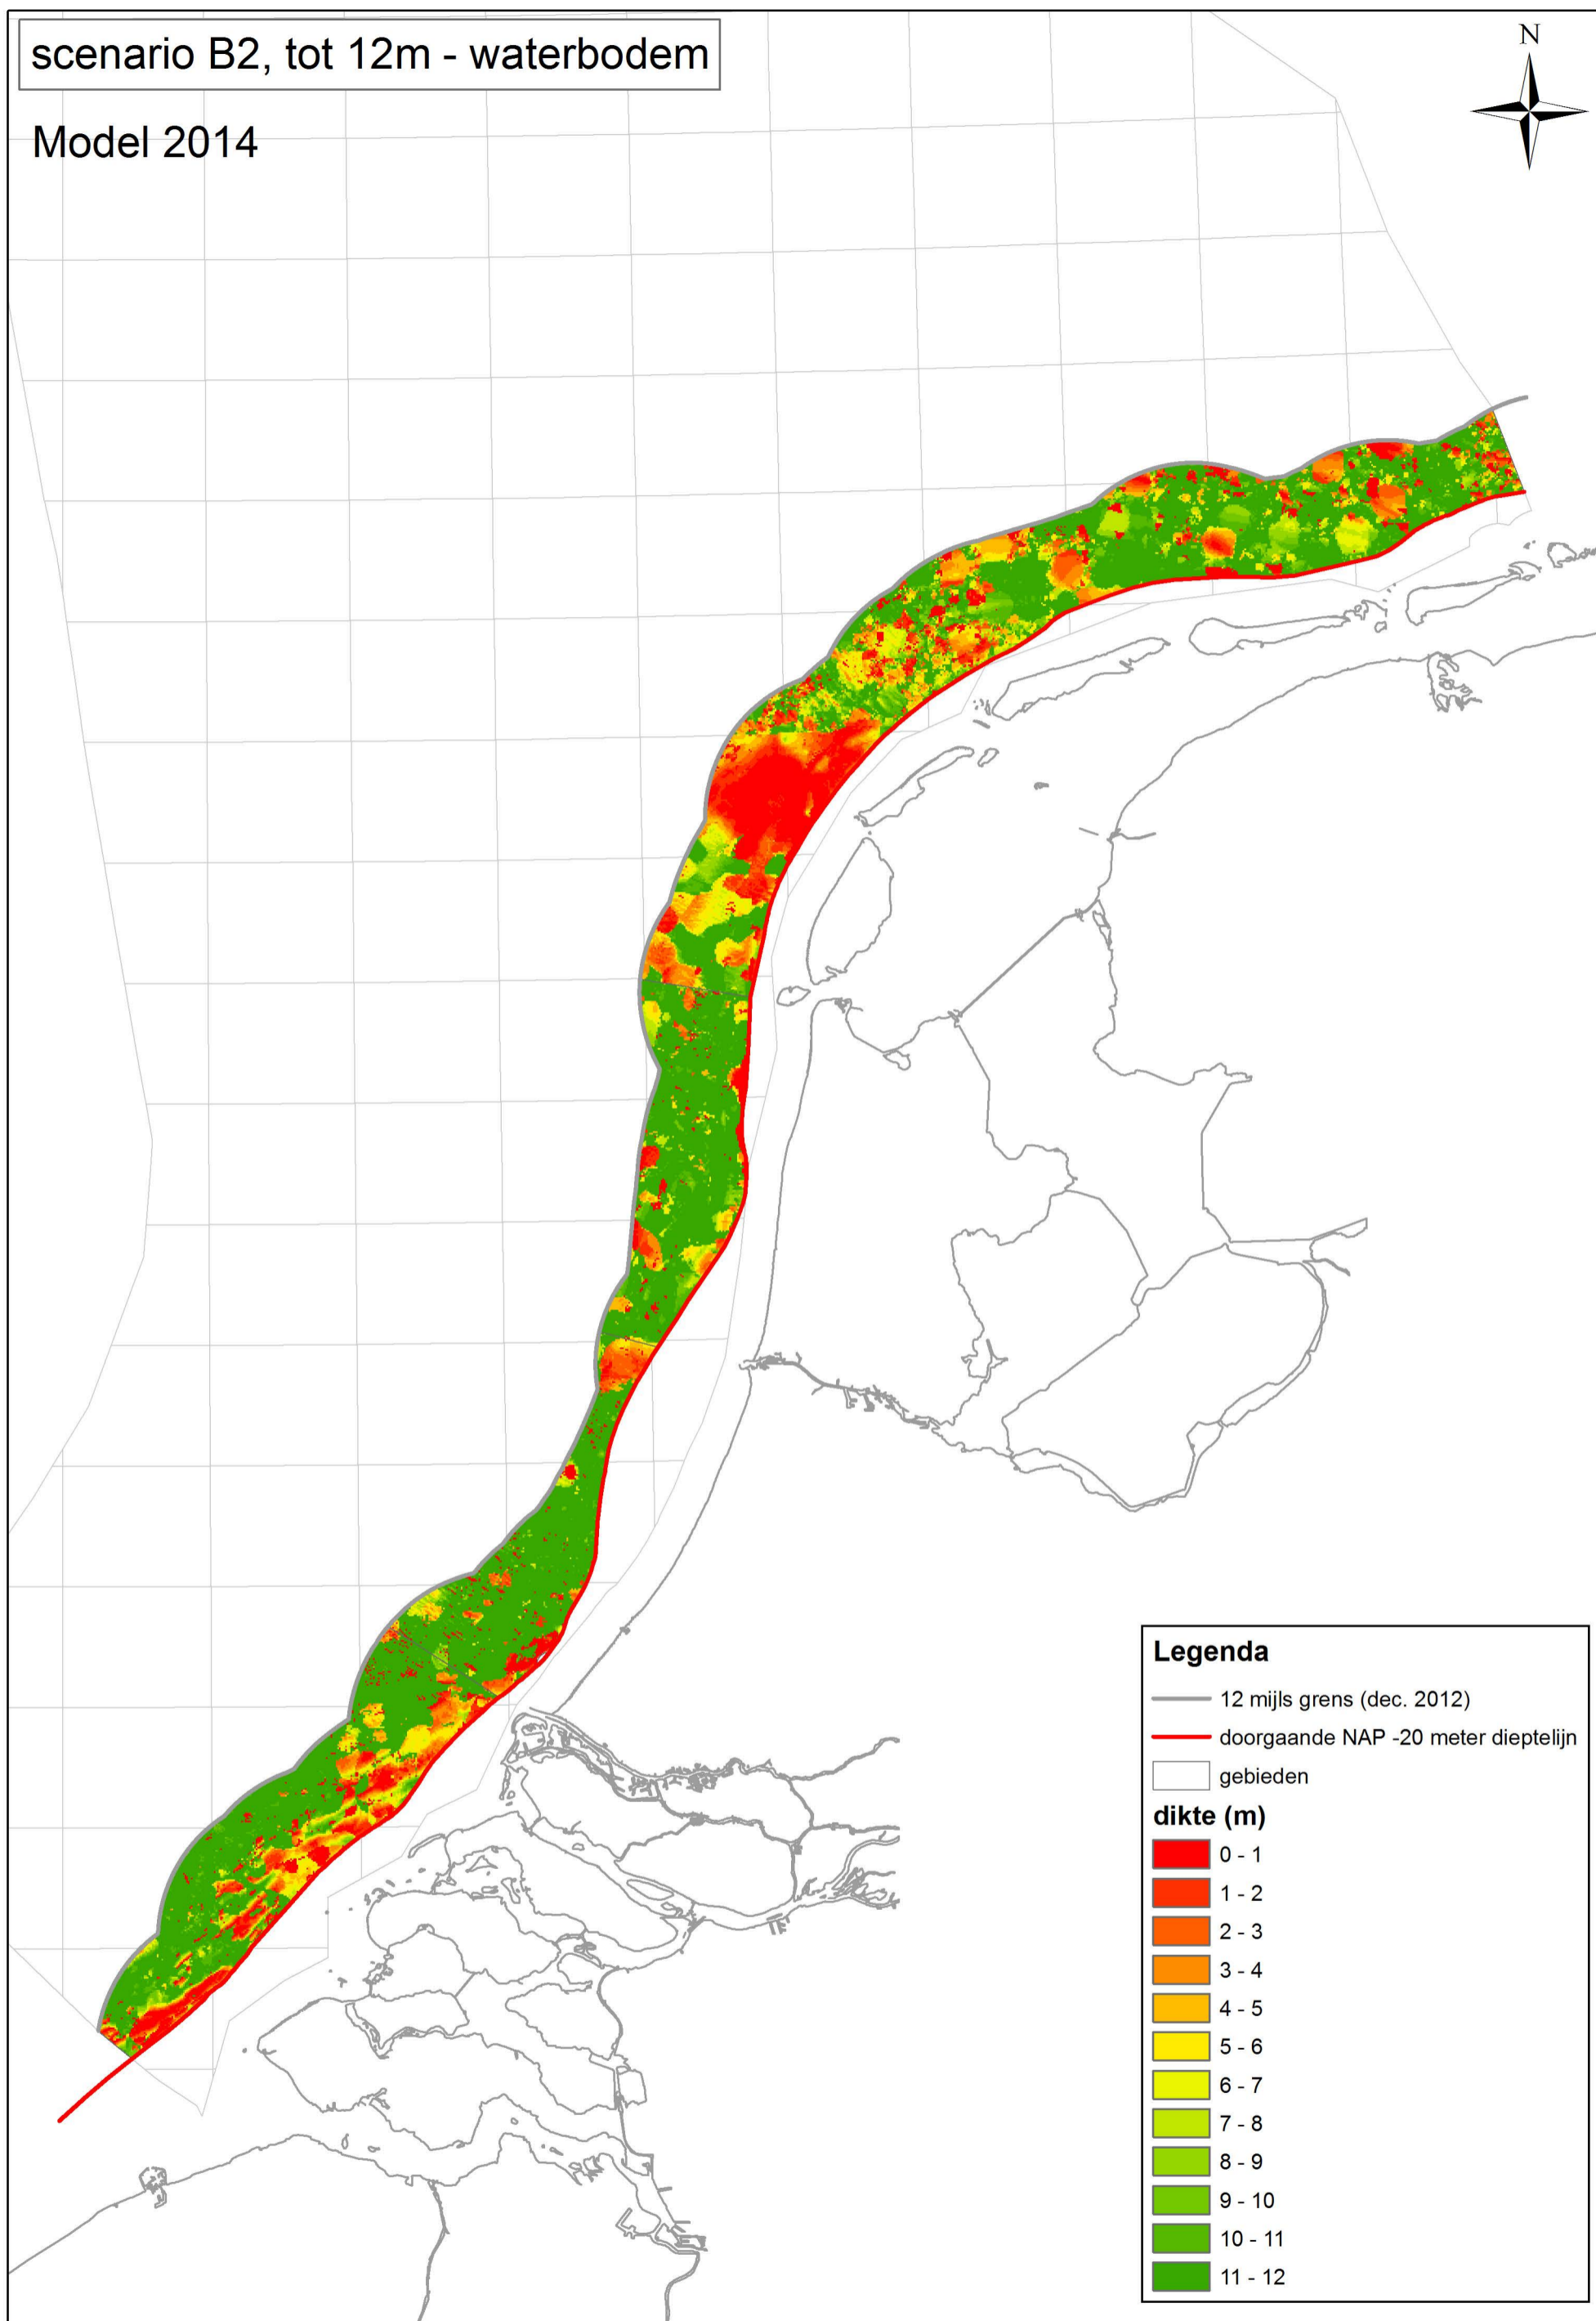 scenario B2, tot 12m - waterbodem
Model 2014
N
Legenda
12 mijls grens (dec. 2012)
doorgaande NAP -20 meter dieptelijn
gebieden
dikte (m)
0 - 1
1 - 2
2 - 3
3 - 4
4 - 5
5 - 6
6 - 7
7 - 8
8 - 9
9 - 10
10 - 11
11 - 12